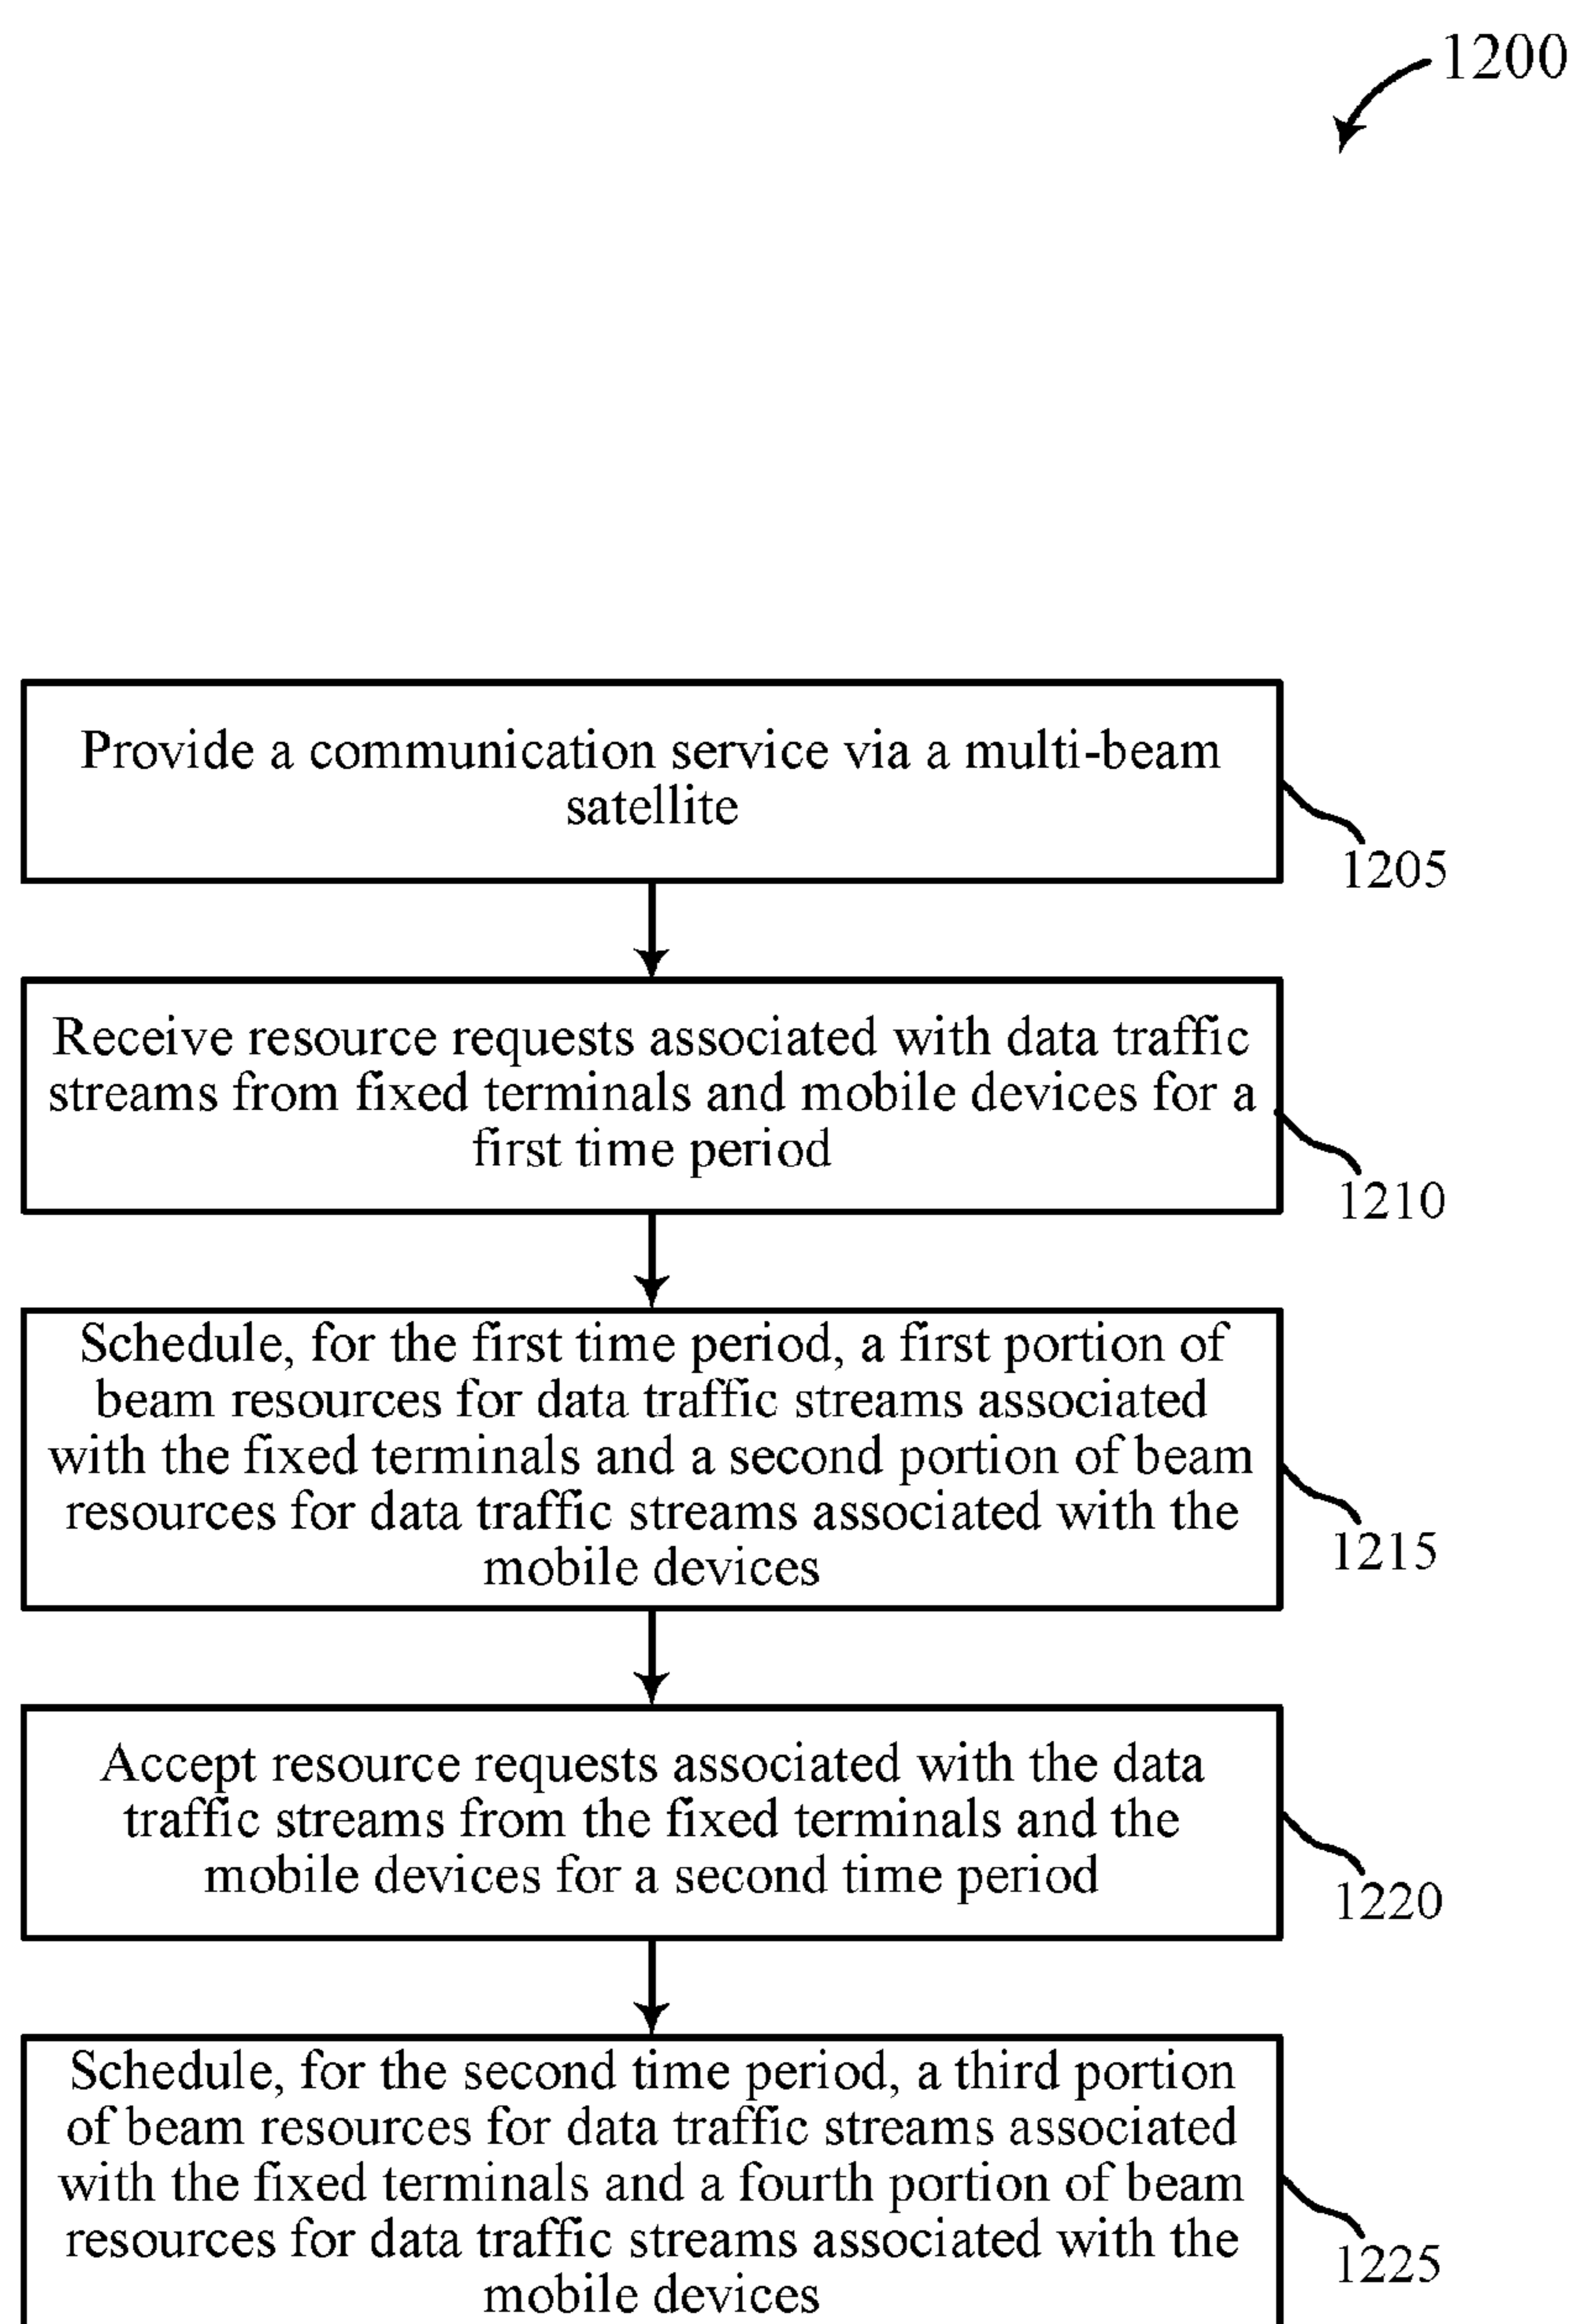 1200
Provide a communication service via a multi-beam
satellite
1205
Receive resource requests associated with data traffic
streams from fixed terminals and mobile devices for a
first time period
1210
Schedule, for the first time period, a first portion of
beam resources for data traffic streams associated
with the fixed terminals and a second portion of beam
resources for data traffic streams associated with the
mobile devices
1215
Accept resource requests associated with the data
traffic streams from the fixed terminals and the
mobile devices for a second time period
1220
Schedule, for the second time period, a third portion
of beam resources for data traffic streams associated
with the fixed terminals and a fourth portion of beam
resources for data traffic streams associated with the
mobile devices
1225